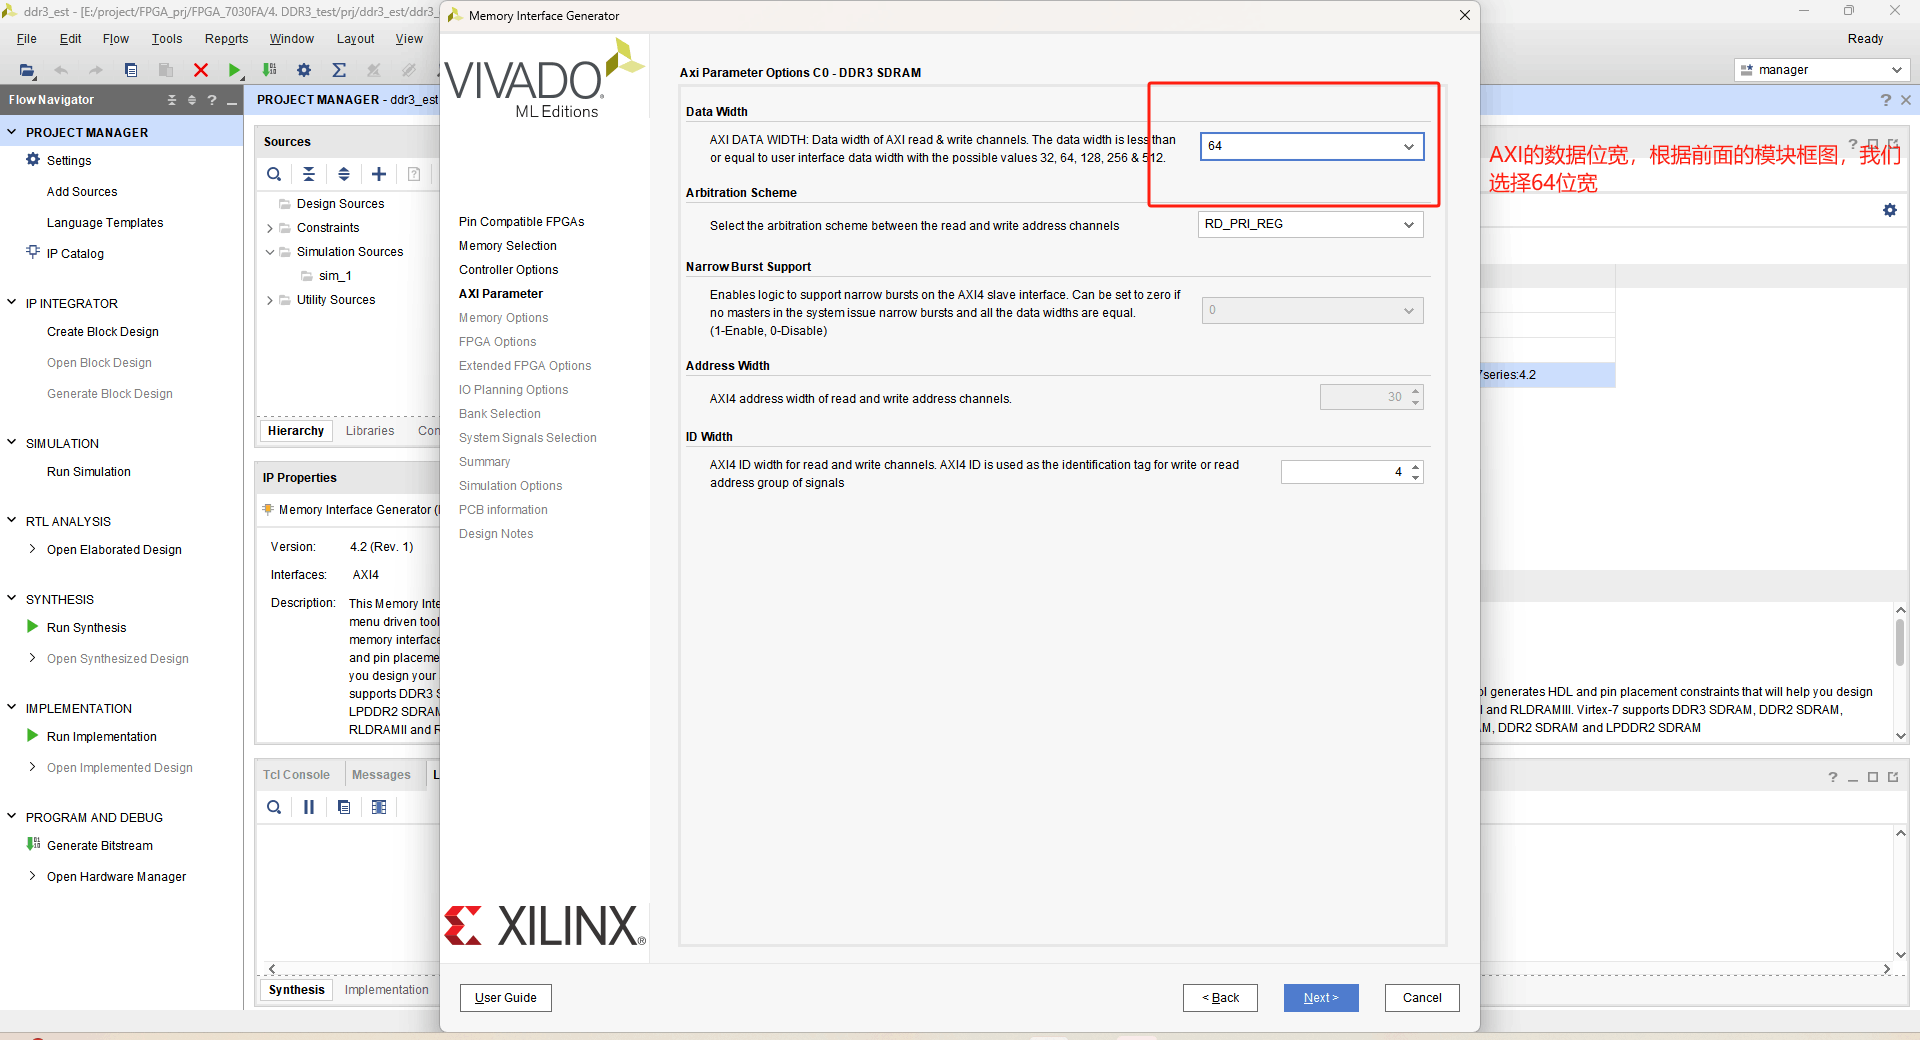 ddr3_est - [E:/project/FPGA_prj/FPGA_7030FA/4. DDR3_test/prj/ddr3_est/ddr3_
Memory Interface Generator
File Edit Flow Tools Reports Window Layout View
Ready
manager
Flow Navigator
PROJECT MANAGER
Settings
Add Sources
Language Templates
IP Catalog
IP INTEGRATOR
Create Block Design
Open Block Design
Generate Block Design
SIMULATION
Run Simulation
RTL ANALYSIS
Open Elaborated Design
SYNTHESIS
Run Synthesis
Open Synthesized Design
IMPLEMENTATION
Run Implementation
Open Implemented Design
PROGRAM AND DEBUG
Generate Bitstream
Open Hardware Manager
PROJECT MANAGER - ddr3_est
Sources
Design Sources
Constraints
Simulation Sources
sim_1
Utility Sources
Hierarchy Libraries Con
IP Properties
Memory Interface Generator (
Version: 4.2 (Rev. 1)
Interfaces: AXI4
Description: This Memory Inte
menu driven tool
memory interface
and pin placeme
you design your
supports DDR3 S
LPDDR2 SDRAM
RLDRAMII and R
Tcl Console Messages L
Synthesis Implementation
VIVADO
ML Editions
Pin Compatible FPGAs
Memory Selection
Controller Options
AXI Parameter
Memory Options
FPGA Options
Extended FPGA Options
IO Planning Options
Bank Selection
System Signals Selection
Summary
Simulation Options
PCB information
Design Notes
XILINX®
User Guide
Axi Parameter Options C0 - DDR3 SDRAM
Data Width
AXI DATA WIDTH: Data width of AXI read & write channels. The data width is less than
or equal to user interface data width with the possible values 32, 64, 128, 256 & 512.
64
Arbitration Scheme
Select the arbitration scheme between the read and write address channels
RD_PRI_REG
Narrow Burst Support
Enables logic to support narrow bursts on the AXI4 slave interface. Can be set to zero if
no masters in the system issue narrow bursts and all the data widths are equal.
(1-Enable, 0-Disable)
0
Address Width
AXI4 address width of read and write address channels.
30
ID Width
AXI4 ID width for read and write channels. AXI4 ID is used as the identification tag for write or read
address group of signals
4
< Back Next > Cancel
AXI的数据位宽，根据前面的模块框图，我们
选择64位宽
7series:4.2
ol generates HDL and pin placement constraints that will help you design
I and RLDRAMIII. Virtex-7 supports DDR3 SDRAM, DDR2 SDRAM,
M, DDR2 SDRAM and LPDDR2 SDRAM